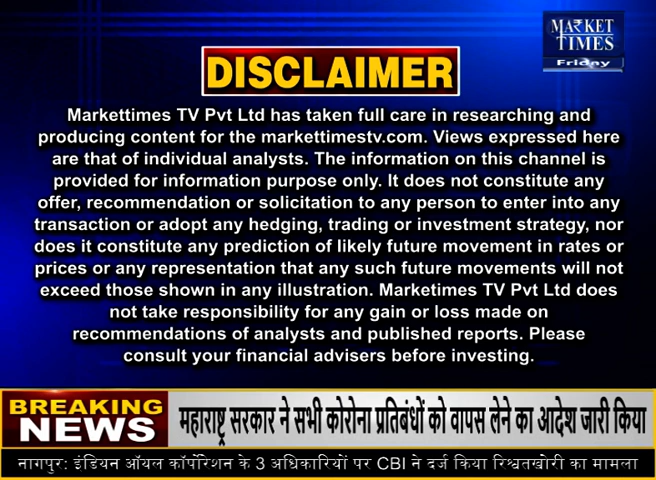 MARKET
TIMES
Friday
DISCLAIMER
Markettimes TV Pvt Ltd has taken full care in researching and
producing content for the markettimestv.com. Views expressed here
are that of individual analysts. The information on this channel is
provided for information purpose only. It does not constitute any
offer, recommendation or solicitation to any person to enter into any
transaction or adopt any hedging, trading or investment strategy, nor
does it constitute any prediction of likely future movement in rates or
prices or any representation that any such future movements will not
exceed those shown in any illustration. Marketimes TV Pvt Ltd does
not take responsibility for any gain or loss made on
recommendations of analysts and published reports. Please
consult your financial advisers before investing.
BREAKING
NEWS
महाराष्ट्र सरकार ने सभी कोरोना प्रतिबंधों को वापस लेने का आदेश जारी किया
नागपुर: इंडियन ऑयल कॉर्पोरेशन के 3 अधिकारियों पर CBI ने दर्ज किया रिश्वतखोरी का मामला